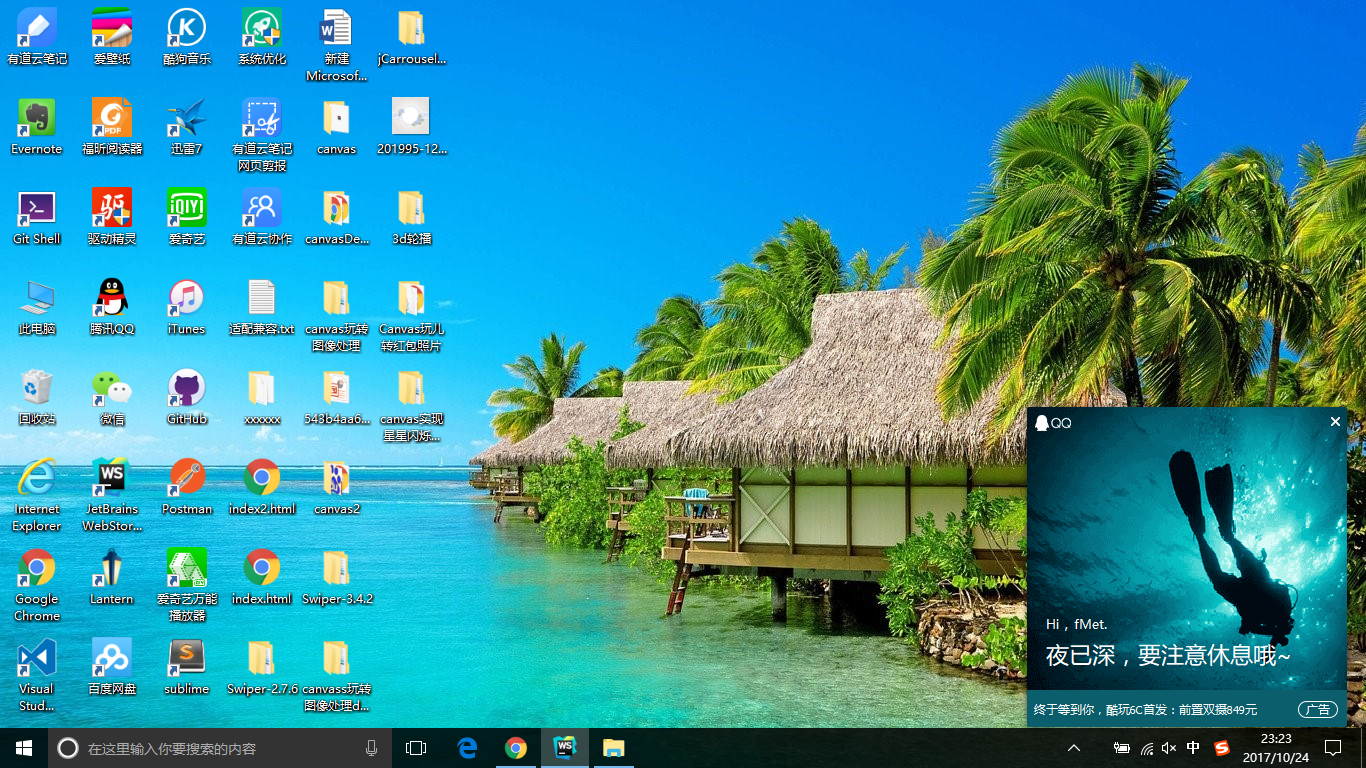 有道云笔记
爱壁纸
酷狗音乐
系统优化
新建
Microsof...
jCarrousel...
Evernote
福昕阅读器
PDF
迅雷7
有道云笔记
网页剪报
canvas
201995-12...
Git Shell
驱
驱动精灵
iQIYI
爱奇艺
有道云协作
canvasDe...
3d轮播
此电脑
腾讯QQ
iTunes
适配兼容.txt
canvas玩转
图像处理
Canvas玩儿
转红包照片
回收站
微信
GitHub
xxxxxx
543b4aa6...
canvas实现
星星闪烁...
Internet
Explorer
WS
JetBrains
WebStor...
Postman
index2.html
canvas2
Google
Chrome
Lantern
爱奇艺万能
播放器
index.html
Swiper-3.4.2
Visual
Stud...
百度网盘
sublime
Swiper-2.7.6
canvass玩转
图像处理d...
QQ
Hi，fMet.
夜已深，要注意休息哦~
终于等到你，酷玩6C首发：前置双摄849元
广告
在这里输入你要搜索的内容
WS
中
S
23:23
2017/10/24